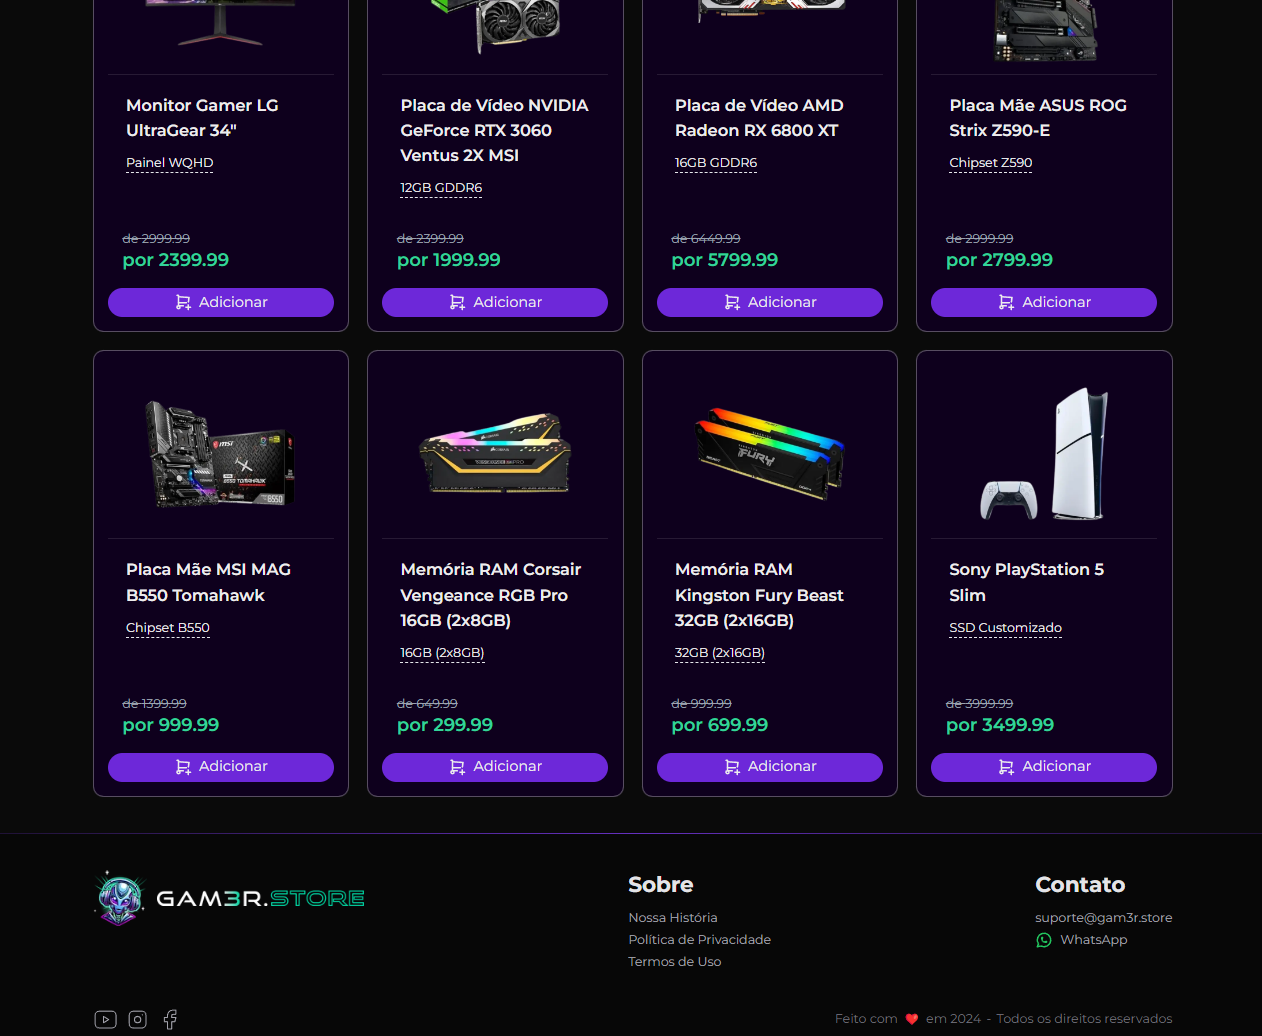 Monitor Gamer LG
UltraGear 34"
Painel WQHD
de 2999.99
por 2399.99
Adicionar
Placa de Vídeo NVIDIA
GeForce RTX 3060
Ventus 2X MSI
12GB GDDR6
de 2399.99
por 1999.99
Adicionar
Placa de Vídeo AMD
Radeon RX 6800 XT
16GB GDDR6
de 6449.99
por 5799.99
Adicionar
Placa Mãe ASUS ROG
Strix Z590-E
Chipset Z590
de 2999.99
por 2799.99
Adicionar
msi
B550 TOMAHAWK
B550
Placa Mãe MSI MAG
B550 Tomahawk
Chipset B550
de 1399.99
por 999.99
Adicionar
Memória RAM Corsair
Vengeance RGB Pro
16GB (2x8GB)
16GB (2x8GB)
de 649.99
por 299.99
Adicionar
FURY
Memória RAM
Kingston Fury Beast
32GB (2x16GB)
32GB (2x16GB)
de 999.99
por 699.99
Adicionar
Sony PlayStation 5
Slim
SSD Customizado
de 3999.99
por 3499.99
Adicionar
GAM3R.STORE
Sobre
Nossa História
Política de Privacidade
Termos de Uso
Contato
suporte@gam3r.store
WhatsApp
Feito com ❤️ em 2024 - Todos os direitos reservados